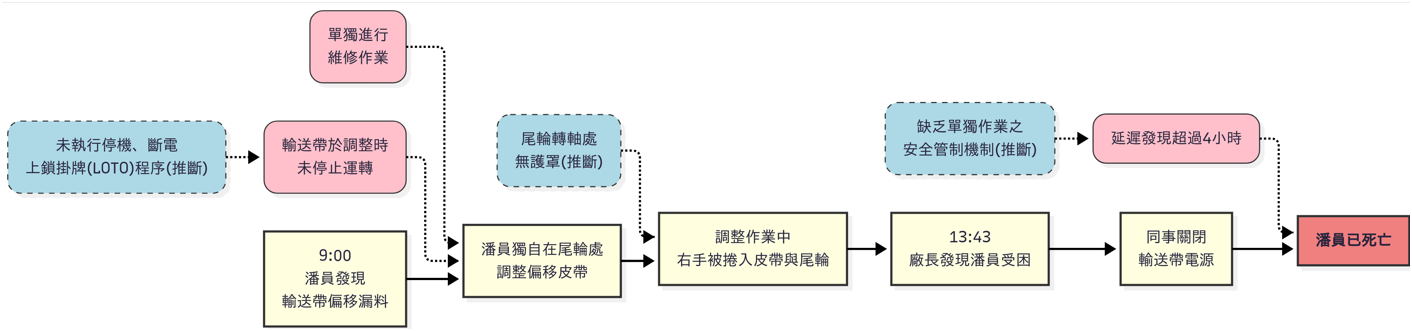 單獨進行
維修作業
未執行停機、斷電
上鎖掛牌(LOTO)程序(推斷)
輸送帶於調整時
未停止運轉
尾輪轉軸處
無護罩(推斷)
缺乏單獨作業之
安全管制機制(推斷)
延遲發現超過4小時
9:00
潘員發現
輸送帶偏移漏料
潘員獨自在尾輪處
調整偏移皮帶
調整作業中
右手被捲入皮帶與尾輪
13:43
廠長發現潘員受困
同事關閉
輸送帶電源
潘員已死亡